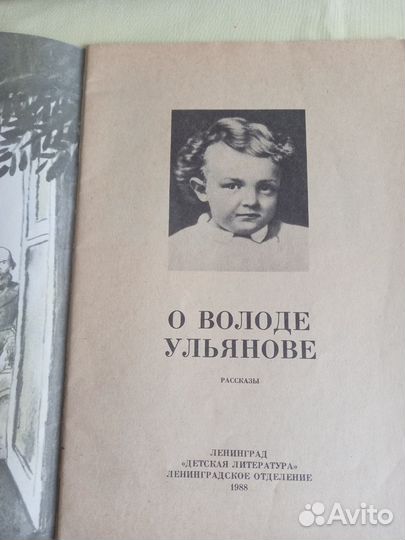 О ВОЛОДЕ
УЛЬЯНОВЕ
РАССКАЗЫ
ЛЕНИНГРАД
«ДЕТСКАЯ ЛИТЕРАТУРА»
ЛЕНИНГРАДСКОЕ ОТДЕЛЕНИЕ
1988
Avito